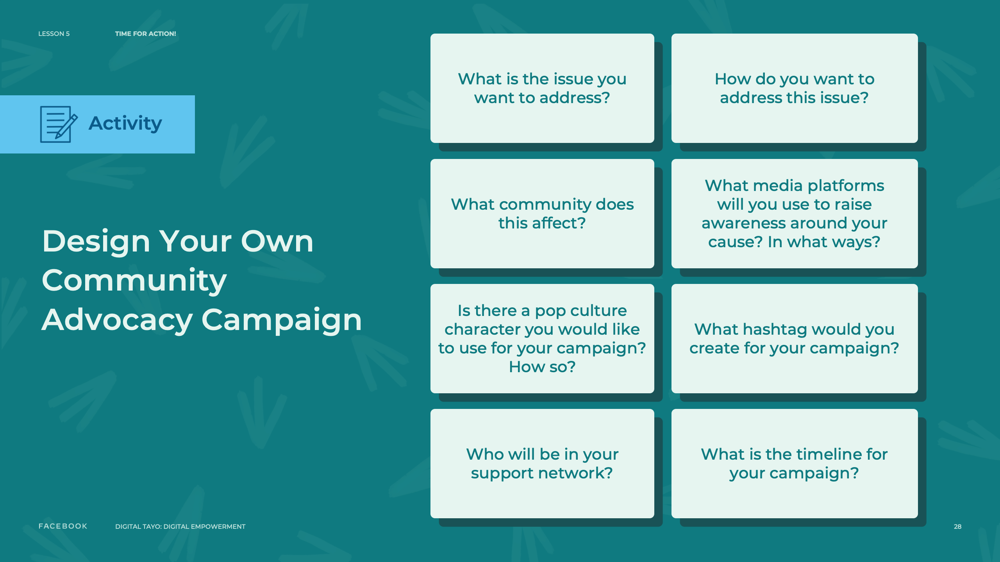 LESSON 5
TIME FOR ACTION!
Activity
Design Your Own
Community
Advocacy Campaign
What is the issue you
want to address?
How do you want to
address this issue?
What community does
this affect?
What media platforms
will you use to raise
awareness around your
cause? In what ways?
Is there a pop culture
character you would like
to use for your campaign?
How so?
What hashtag would you
create for your campaign?
Who will be in your
support network?
What is the timeline for
your campaign?
FACEBOOK
DIGITAL TAYO: DIGITAL EMPOWERMENT
28